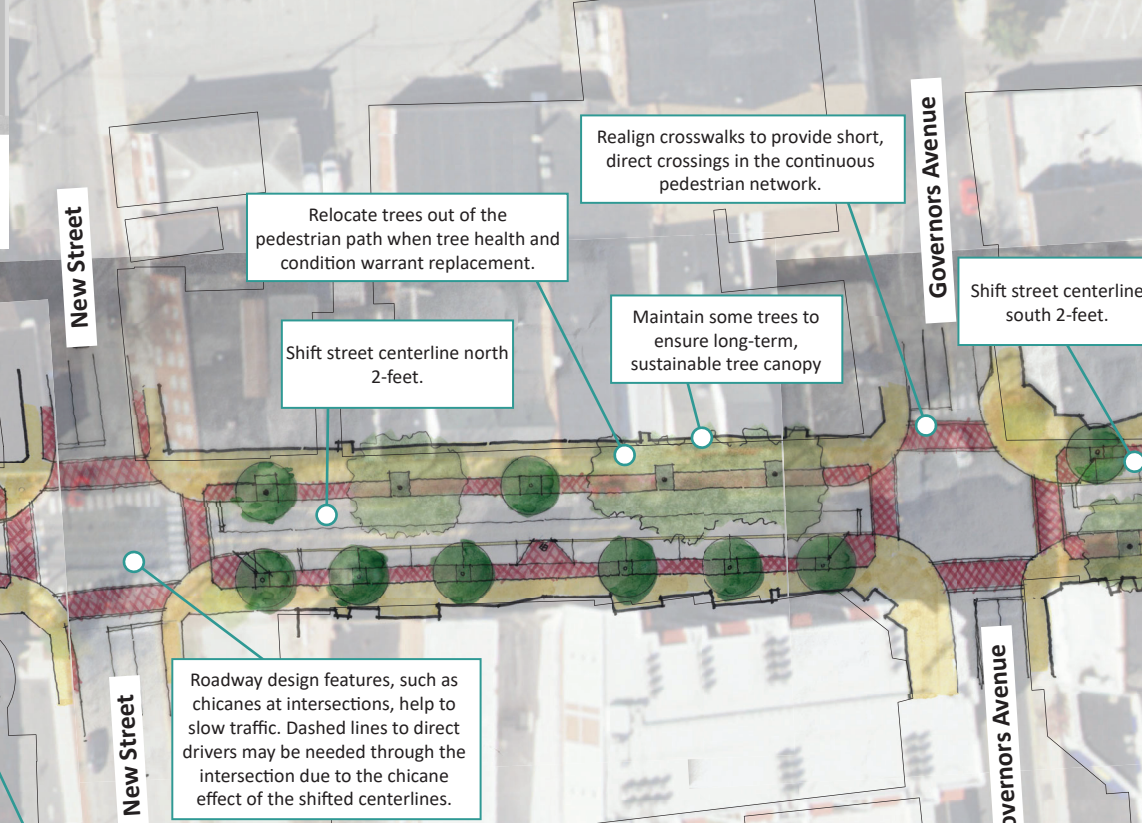 New Street
Governors Avenue
Realign crosswalks to provide short,
direct crossings in the continuous
pedestrian network.
Relocate trees out of the
pedestrian path when tree health and
condition warrant replacement.
Shift street centerline
south 2-feet.
Maintain some trees to
ensure long-term,
sustainable tree canopy
Shift street centerline north
2-feet.
Roadway design features, such as
chicanes at intersections, help to
slow traffic. Dashed lines to direct
drivers may be needed through the
intersection due to the chicane
effect of the shifted centerlines.
New Street
overnors Avenue